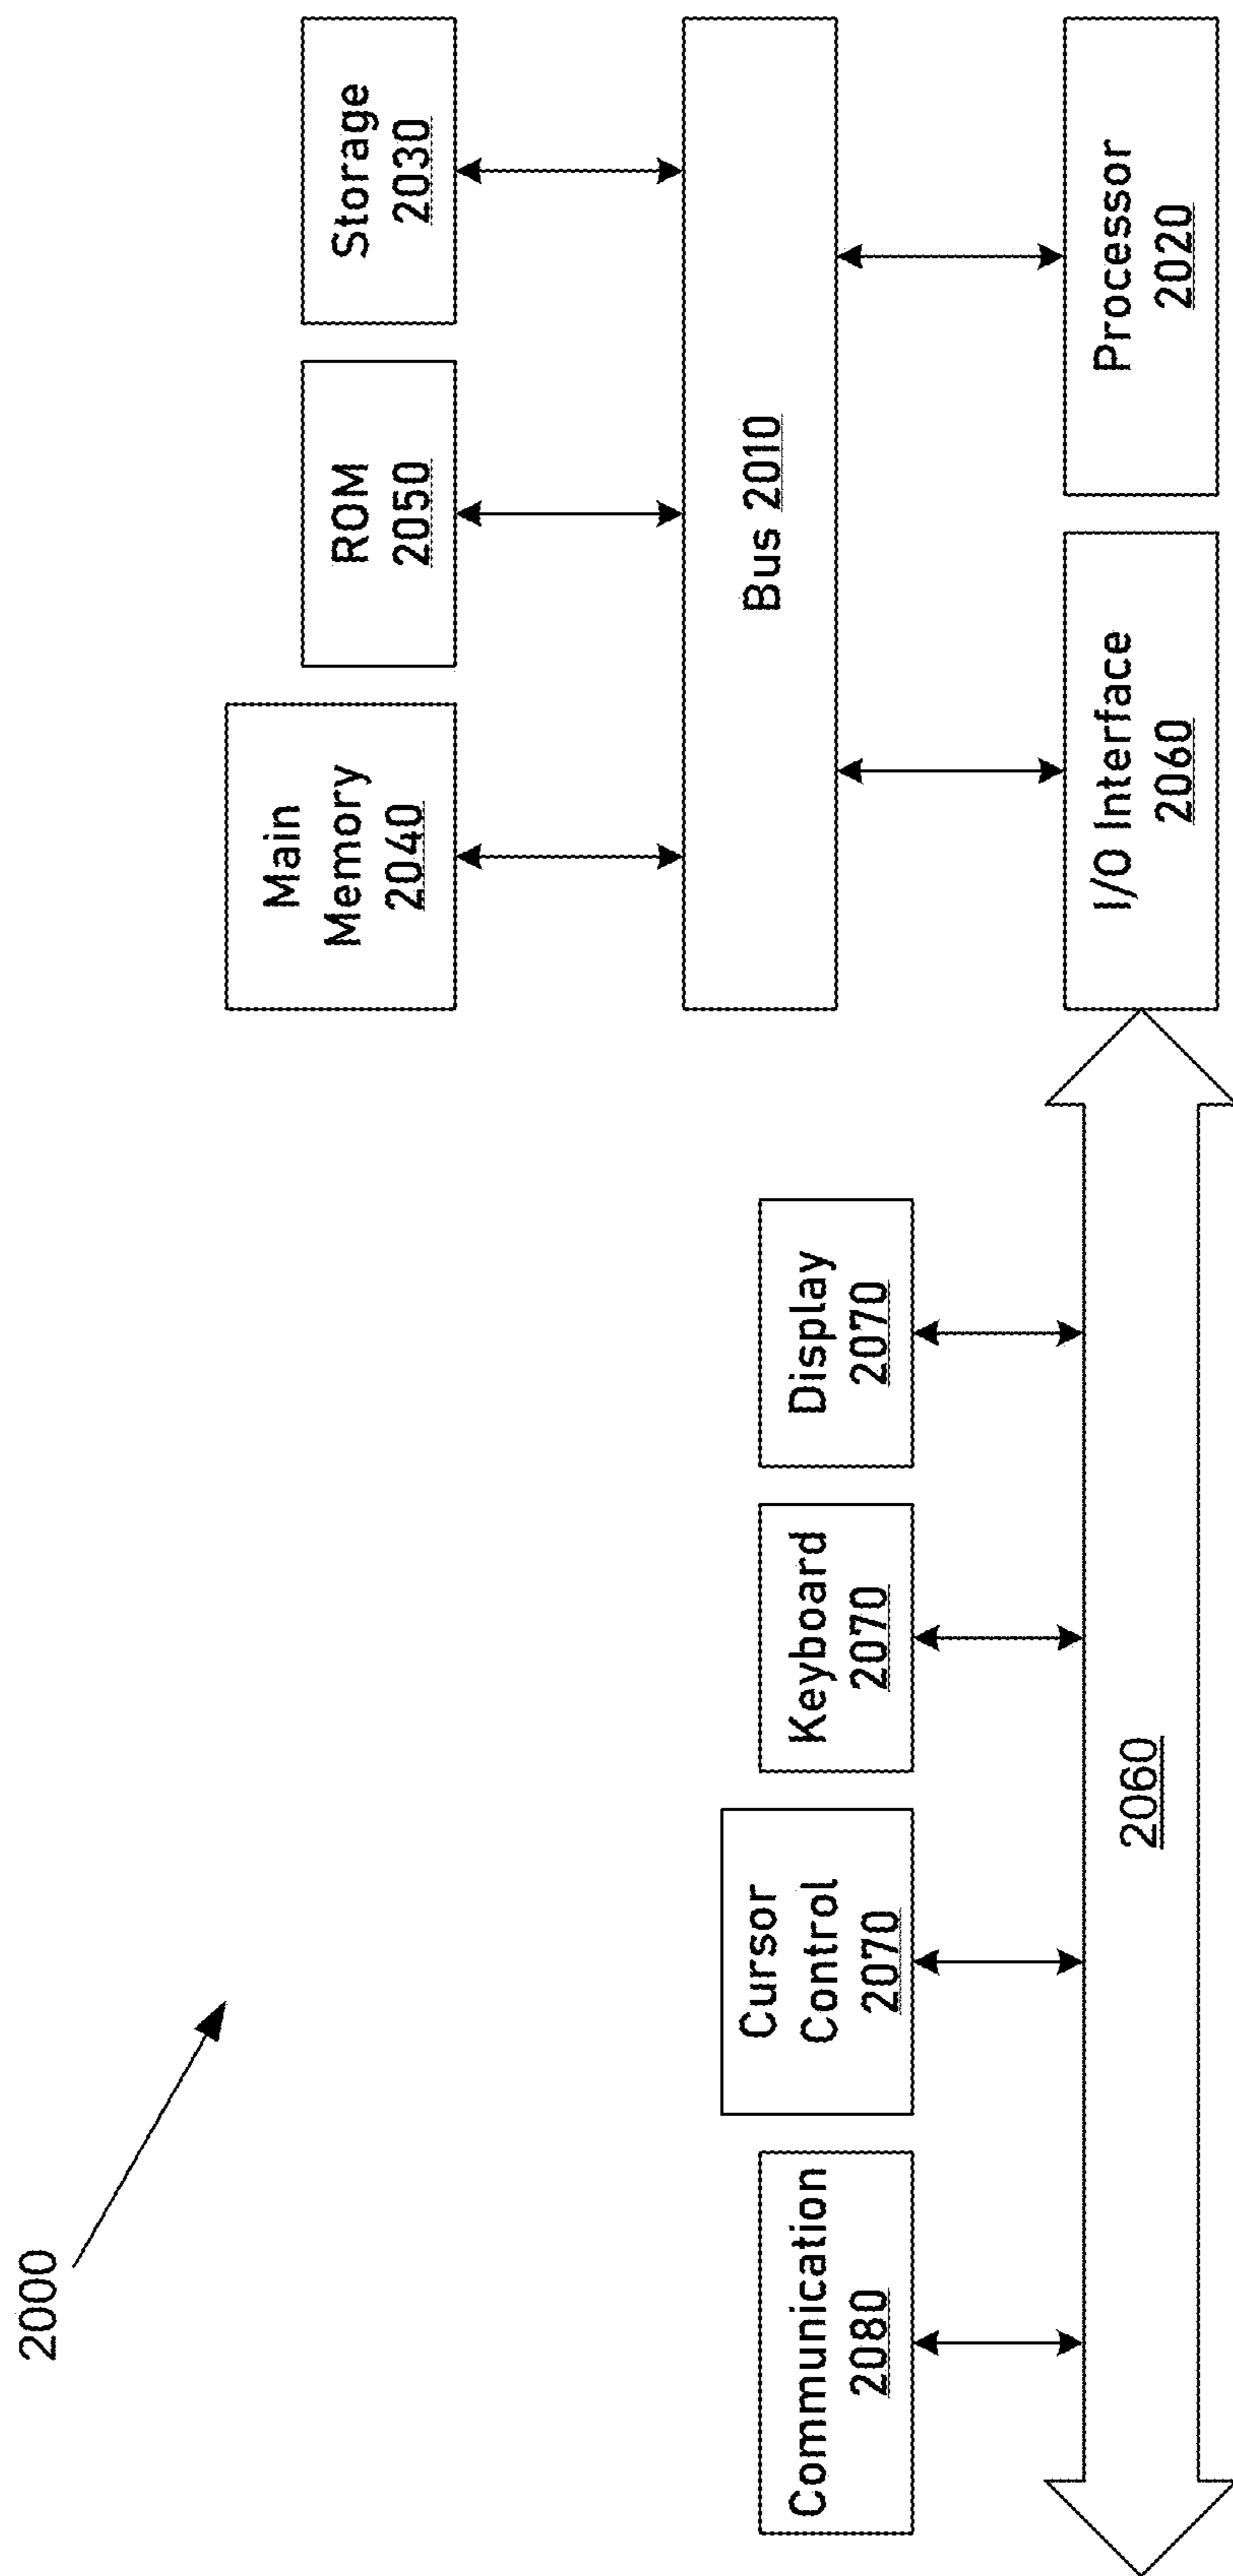 2000
Communication
2080
Cursor
Control
2070
Keyboard
2070
Display
2070
2060
Main
Memory
2040
ROM
2050
Storage
2030
Bus 2010
I/O Interface
2060
Processor
2020